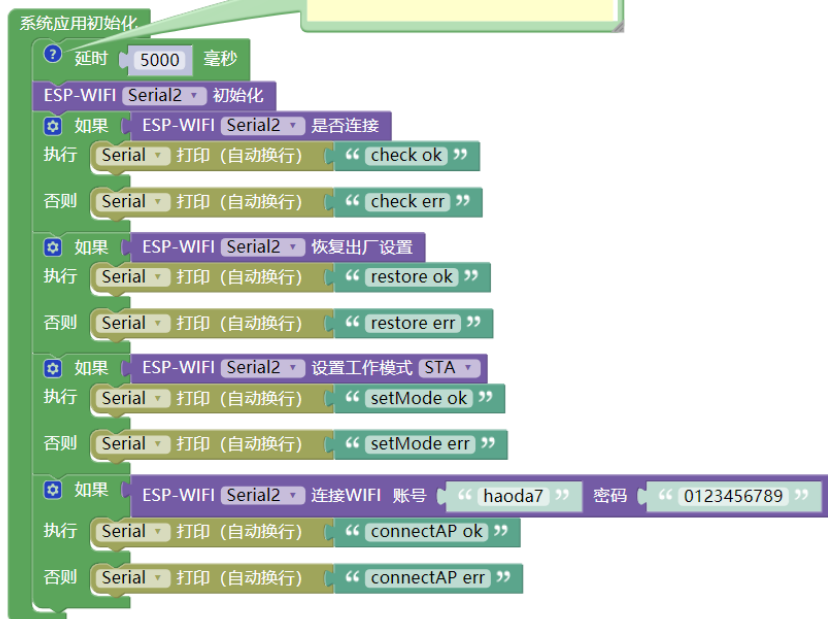 系统应用初始化
? 延时 5000 毫秒
ESP-WIFI Serial2 初始化
如果 ESP-WIFI Serial2 是否连接
执行 Serial 打印（自动换行） “ check ok ”
否则 Serial 打印（自动换行） “ check err ”
如果 ESP-WIFI Serial2 恢复出厂设置
执行 Serial 打印（自动换行） “ restore ok ”
否则 Serial 打印（自动换行） “ restore err ”
如果 ESP-WIFI Serial2 设置工作模式 STA
执行 Serial 打印（自动换行） “ setMode ok ”
否则 Serial 打印（自动换行） “ setMode err ”
如果 ESP-WIFI Serial2 连接WIFI 账号 “ haoda7 ” 密码 “ 0123456789 ”
执行 Serial 打印（自动换行） “ connectAP ok ”
否则 Serial 打印（自动换行） “ connectAP err ”